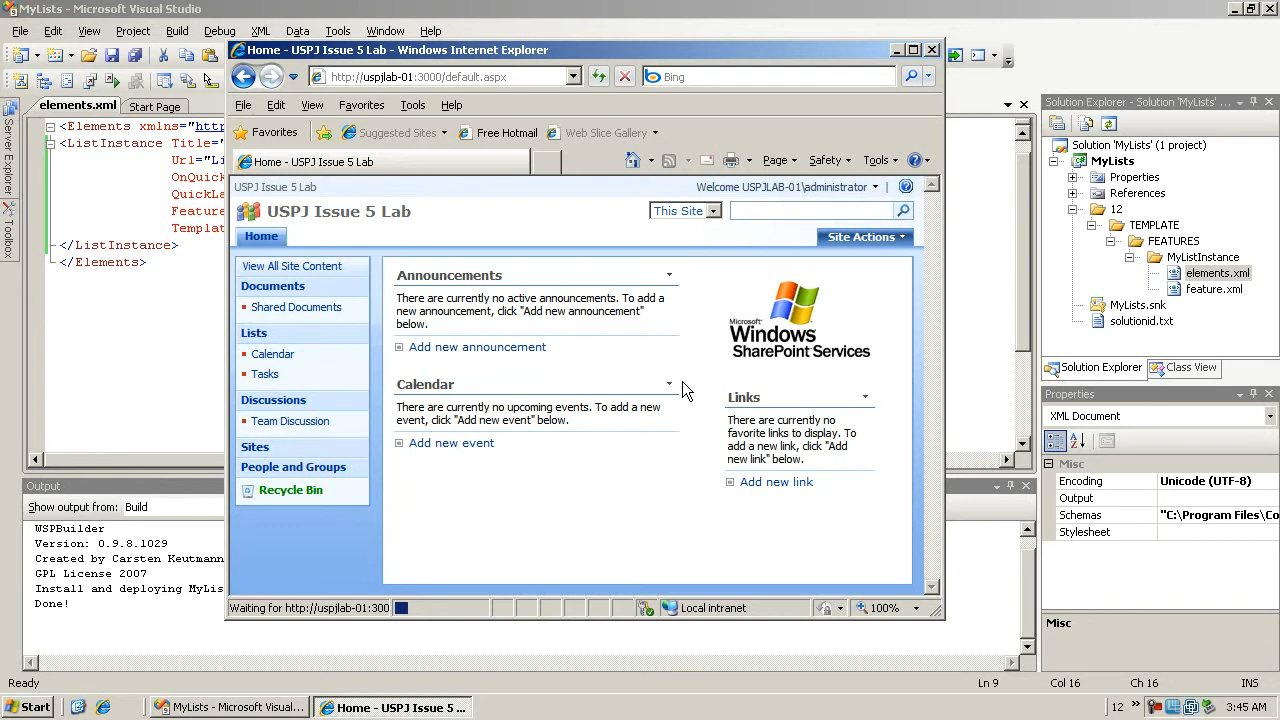 MyLists - Microsoft Visual Studio
File Edit View Project Build Debug XML Data Tools Window Help
elements.xml Start Page
<Elements xmlns="http
<ListInstance Title="
Url="Li
OnQuick
QuickLa
Feature
Templat
</ListInstance>
</Elements>
Server Explorer
Toolbox
Home - USPJ Issue 5 Lab - Windows Internet Explorer
http://uspjlab-01:3000/default.aspx
Bing
File Edit View Favorites Tools Help
Favorites Suggested Sites Free Hotmail Web Slice Gallery
Home - USPJ Issue 5 Lab
Page Safety Tools
USPJ Issue 5 Lab
Welcome USPJLAB-01\administrator
USPJ Issue 5 Lab
This Site
Home
Site Actions
View All Site Content
Documents
Shared Documents
Lists
Calendar
Tasks
Discussions
Team Discussion
Sites
People and Groups
Recycle Bin
Announcements
There are currently no active announcements. To add a
new announcement, click "Add new announcement"
below.
Add new announcement
Calendar
There are currently no upcoming events. To add a new
event, click "Add new event" below.
Add new event
Microsoft
Windows
SharePoint Services
Links
There are currently no
favorite links to display. To
add a new link, click "Add
new link" below.
Add new link
Waiting for http://uspjlab-01:300
Local intranet
100%
Solution Explorer - Solution 'MyLists' ...
Solution 'MyLists' (1 project)
MyLists
Properties
References
12
TEMPLATE
FEATURES
MyListInstance
elements.xml
feature.xml
MyLists.snk
solutionid.txt
Solution Explorer Class View
Properties
XML Document
Misc
Encoding Unicode (UTF-8)
Output
Schemas "C:\Program Files\Co
Stylesheet
Misc
Output
Show output from: Build
WSPBuilder
Version: 0.9.8.1029
Created by Carsten Keutmann
GPL License 2007
Install and deploying MyLis
Done!
Ready
Ln 9 Col 16 Ch 16 INS
Start
MyLists - Microsoft Visual...
Home - USPJ Issue 5 ...
12
3:45 AM